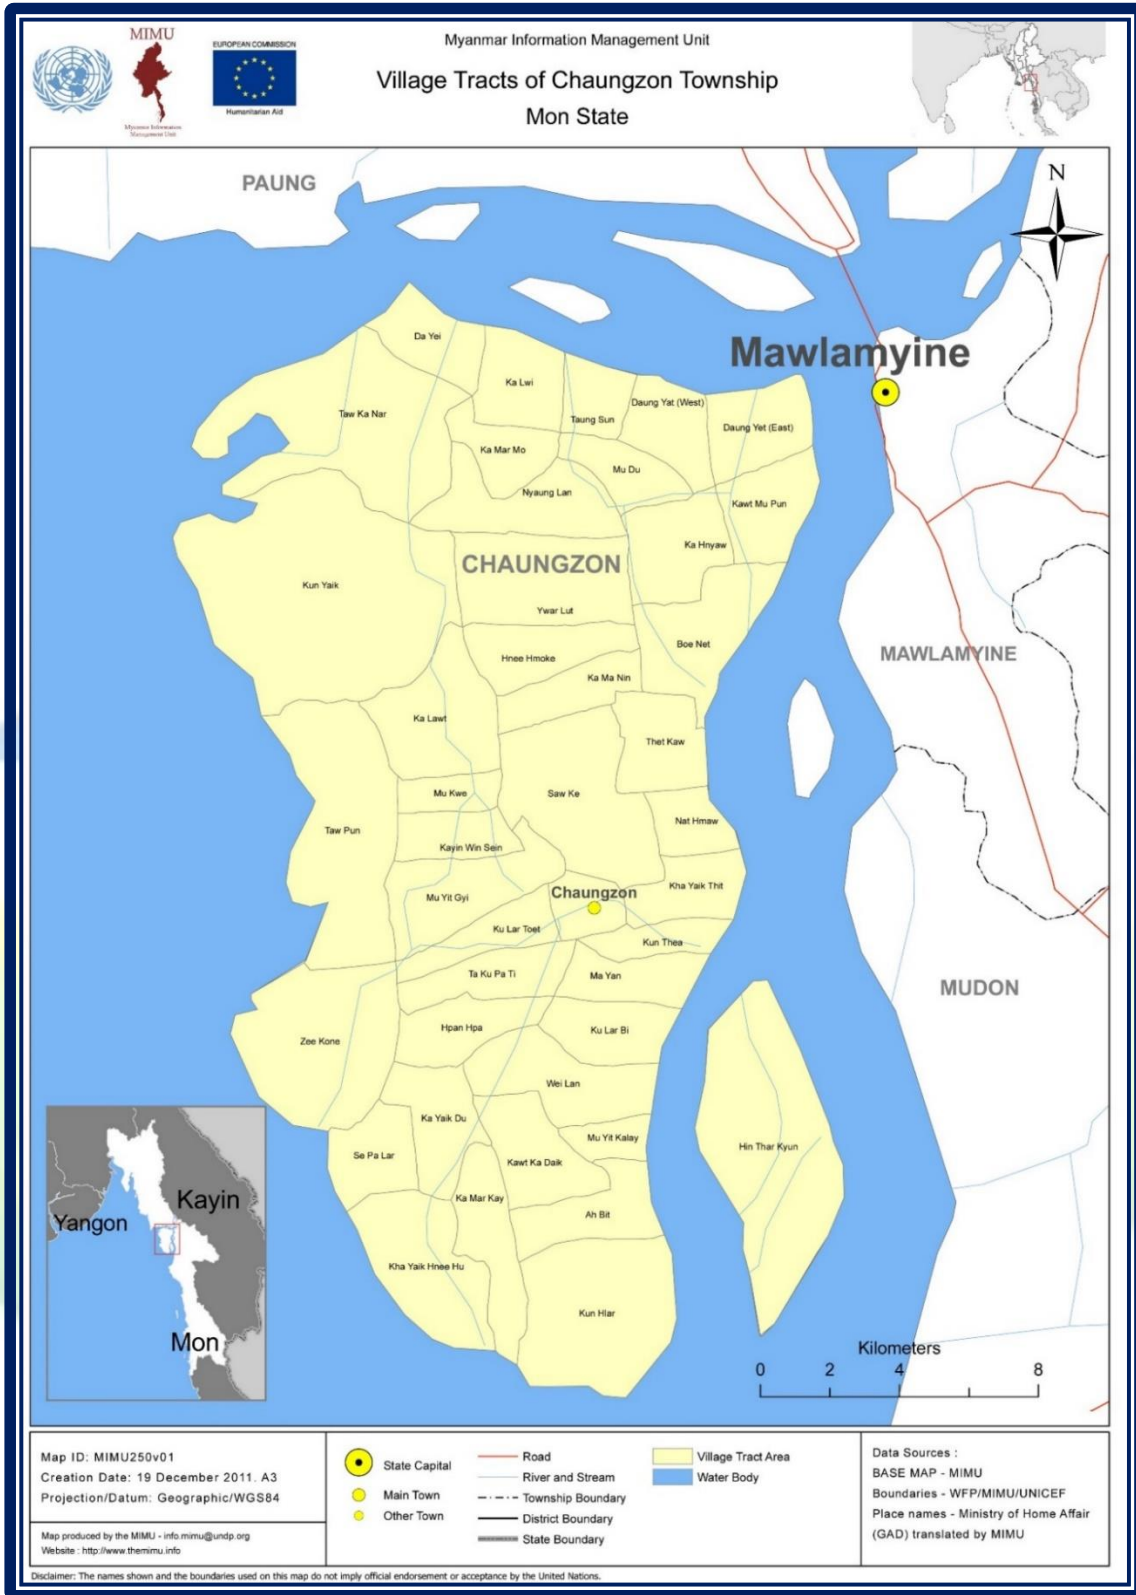 MIMU
Myanmar Information
Management Unit
EUROPEAN COMMISSION
Humanitarian Aid
Myanmar Information Management Unit
Village Tracts of Chaungzon Township
Mon State
PAUNG
N
Mawlamyine
Da Yei
Ka Lwi
Taw Ka Nar
Taung Sun
Daung Yat (West)
Daung Yet (East)
Ka Mar Mo
Mu Du
Nyaung Lan
Kawt Mu Pun
Ka Hnyaw
CHAUNGZON
Kun Yaik
Ywar Lut
Boe Net
MAWLAMYINE
Hnee Hmoke
Ka Ma Nin
Ka Lawt
Thet Kaw
Mu Kwe
Saw Ke
Nat Hmaw
Taw Pun
Kayin Win Sein
Kha Yaik Thit
Chaungzon
Mu Yit Gyi
Ku Lar Toet
Kun Thea
Ta Ku Pa Ti
Ma Yan
MUDON
Hpan Hpa
Ku Lar Bi
Zee Kone
Wei Lan
Ka Yaik Du
Mu Yit Kalay
Hin Thar Kyun
Se Pa Lar
Kawt Ka Daik
Ka Mar Kay
Ah Bit
Kha Yaik Hnee Hu
Kun Hlar
Kayin
Yangon
Mon
Kilometers
0 2 4 8
Map ID: MIMU250v01
Creation Date: 19 December 2011. A3
Projection/Datum: Geographic/WGS84
Map produced by the MIMU - info.mimu@undp.org
Website : http://www.themimu.info
State Capital
Main Town
Other Town
Road
River and Stream
Township Boundary
District Boundary
State Boundary
Village Tract Area
Water Body
Data Sources :
BASE MAP - MIMU
Boundaries - WFP/MIMU/UNICEF
Place names - Ministry of Home Affair
(GAD) translated by MIMU
Disclaimer: The names shown and the boundaries used on this map do not imply official endorsement or acceptance by the United Nations.